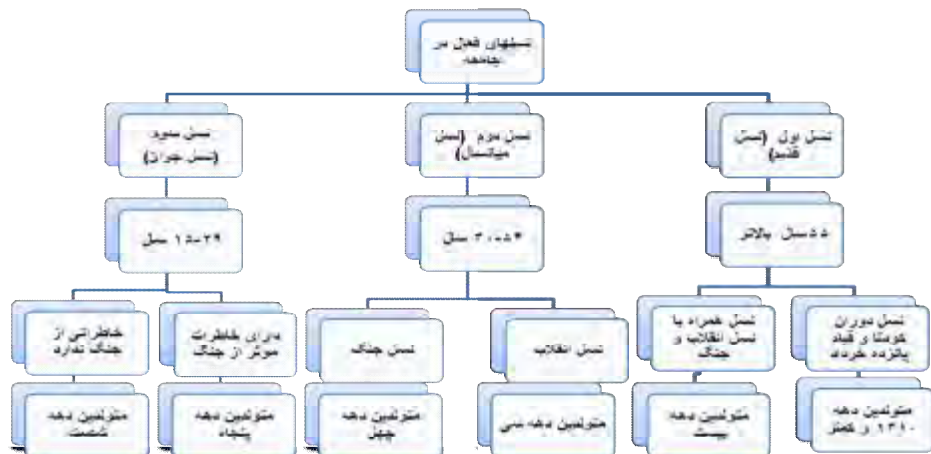 نسلهای فعال در
جامعه
نسل اول (نسل
قدیم)
نسل دوم (نسل
میانسال)
نسل سوم
(نسل جوان)
۵۵سال بالاتر
۳۰-۵۴ سال
۱۵-۲۹ سال
نسل دوران
کودتا و قیام
پانزده خرداد
نسل همراه با
نسل انقلاب و
جنگ
نسل انقلاب
نسل جنگ
دارای خاطرات
موثر از جنگ
خاطراتی از
جنگ ندارد
متولدین دهه
۱۳۱۰ و کمتر
متولدین دهه
بیست
متولدین دهه سی
متولدین دهه
چهل
متولدین دهه
پنجاه
متولدین دهه
شصت